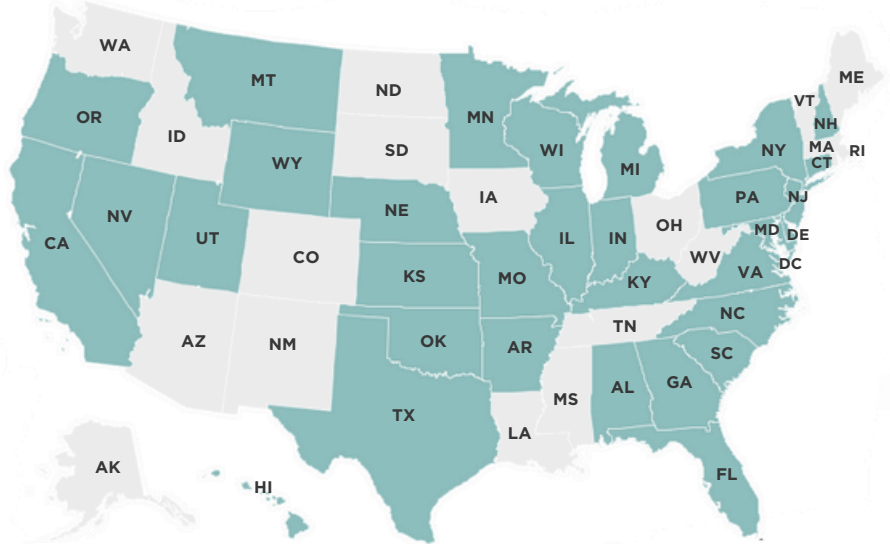 WA
MT
ND
MN
ME
VT
NH
OR
ID
SD
WI
MI
NY
MA
RI
CT
WY
IA
PA
NJ
NE
NV
UT
CO
IL
IN
OH
MD
DE
CA
WV
DC
KS
MO
KY
VA
AZ
NM
OK
AR
TN
NC
SC
TX
MS
AL
GA
LA
AK
HI
FL